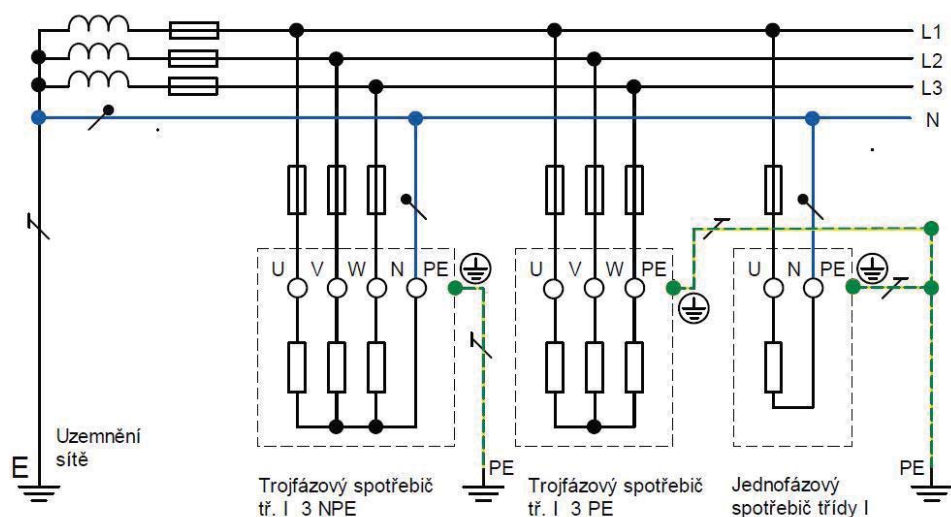 L1
L2
L3
N
U V W N PE
U V W PE
U N PE
Uzemnění
sítě
E
PE
PE
Trojfázový spotřebič
tř. I 3 NPE
Trojfázový spotřebič
tř. I 3 PE
Jednofázový
spotřebič třídy I